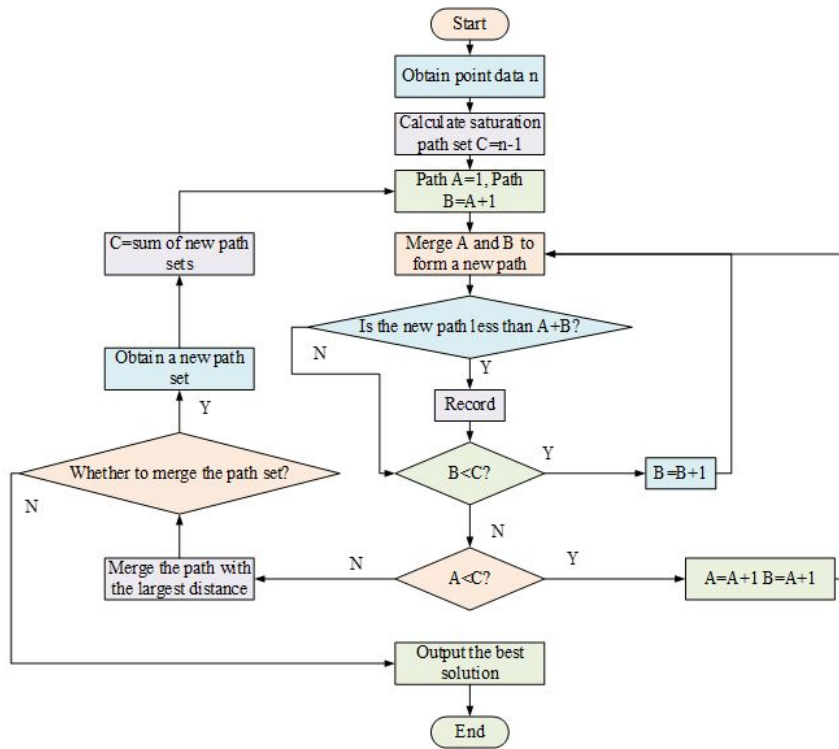 Start
Obtain point data n
Calculate saturation
path set C=n-1
Path A=1, Path
B=A+1
C=sum of new path
sets
Merge A and B to
form a new path
Is the new path less than A+B?
N
Y
Obtain a new path
set
Record
Y
Whether to merge the path set?
B<C?
Y
B=B+1
N
N
Merge the path with
the largest distance
N
A<C?
Y
A=A+1 B=A+1
Output the best
solution
End